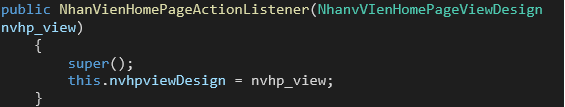 public NhanVienHomePageActionListener(NhanvVIenHomePageViewDesign
nvhp_view)
{
super();
this.nvhpviewDesign = nvhp_view;
}